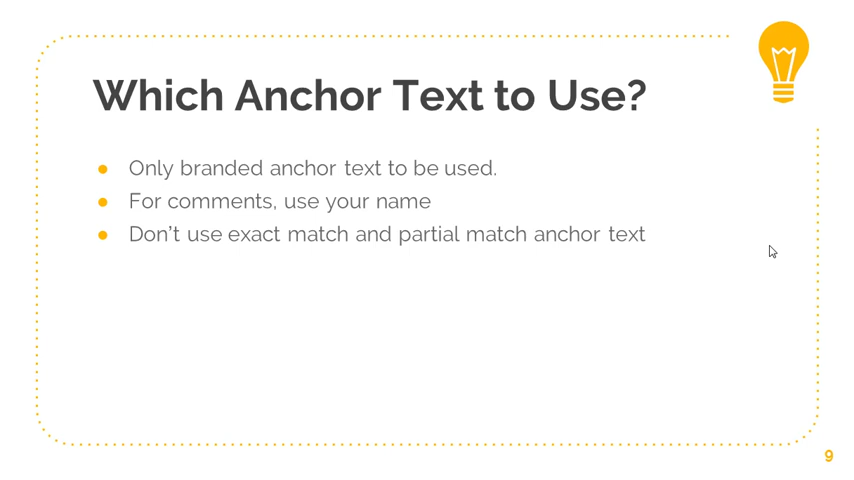 Which Anchor Text to Use?
Only branded anchor text to be used.
For comments, use your name
Don’t use exact match and partial match anchor text
9